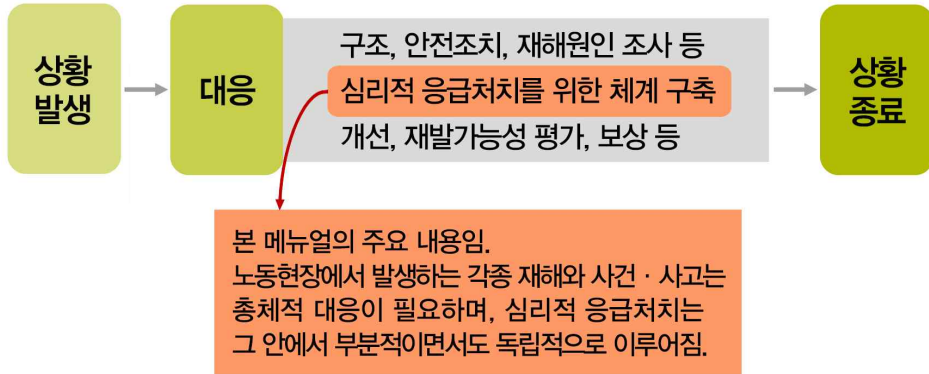 상황
발생
대응
구조, 안전조치, 재해원인 조사 등
심리적 응급처치를 위한 체계 구축
개선, 재발가능성 평가, 보상 등
상황
종료
본 메뉴얼의 주요 내용임.
노동현장에서 발생하는 각종 재해와 사건 · 사고는
총체적 대응이 필요하며, 심리적 응급처치는
그 안에서 부분적이면서도 독립적으로 이루어짐.